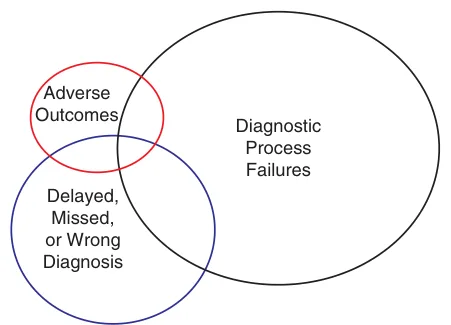 Adverse
Outcomes
Diagnostic
Process
Failures
Delayed,
Missed,
or Wrong
Diagnosis